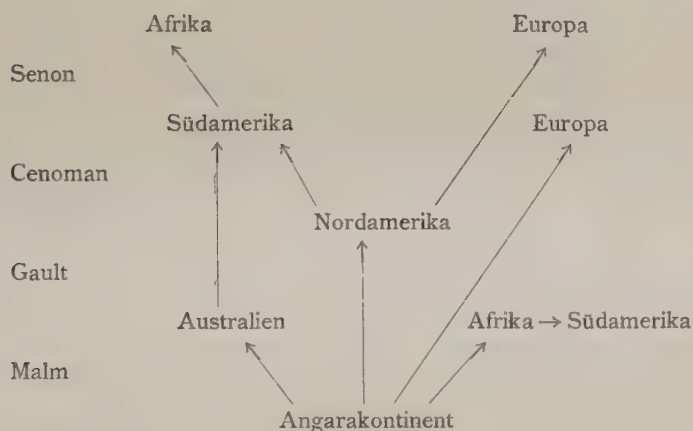 Afrika Europa
Senon
Südamerika Europa
Cenoman
Nordamerika
Gault
Australien Afrika → Südamerika
Malm
Angarakontinent